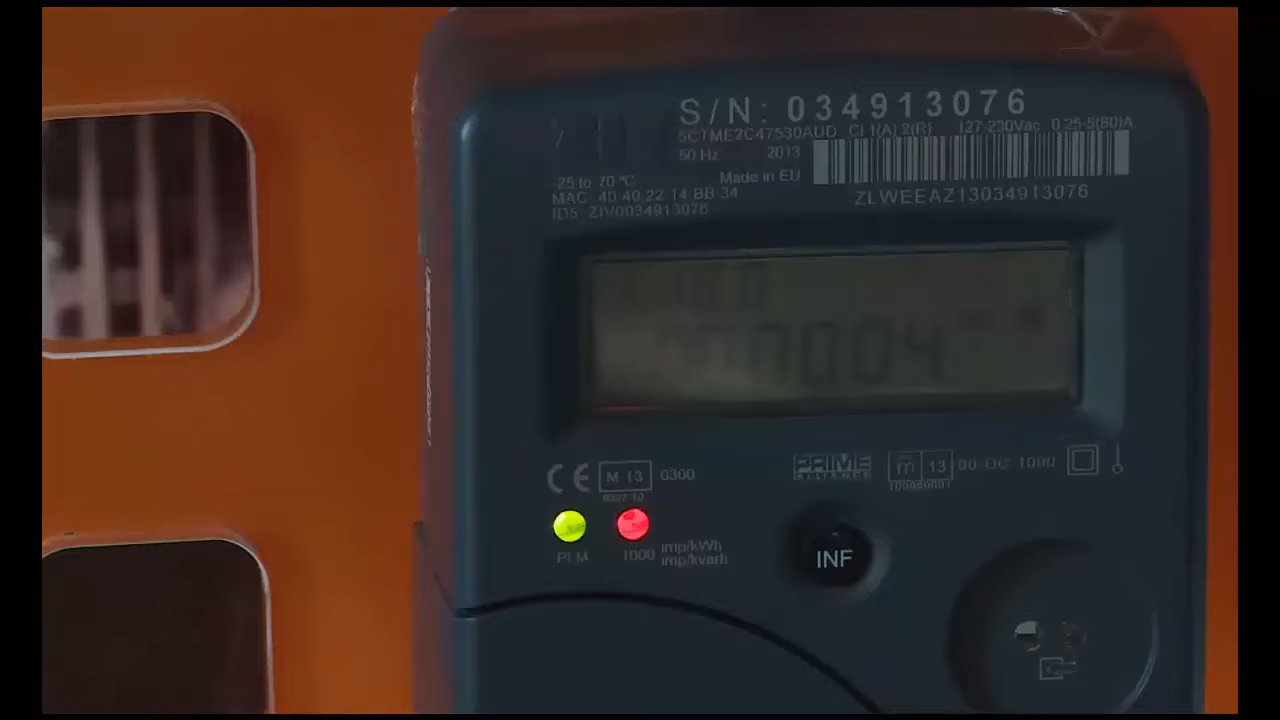 S/N: 034913076
5CTME2C47530AUD Cl 1(A) 2(R) 127-230Vac 0.25-5(80)A
50 Hz 2013
Made in EU
-25 to 70 ºC
MAC 40 40 22 14 BB 34
ID5 ZIV0034913076
ZLWEEAZ13034913076
CE M 13 0300
PRIME
ALLIANCE
m 13 00-OC-1000
PLM 1000 imp/kWh
imp/kvarh
INF